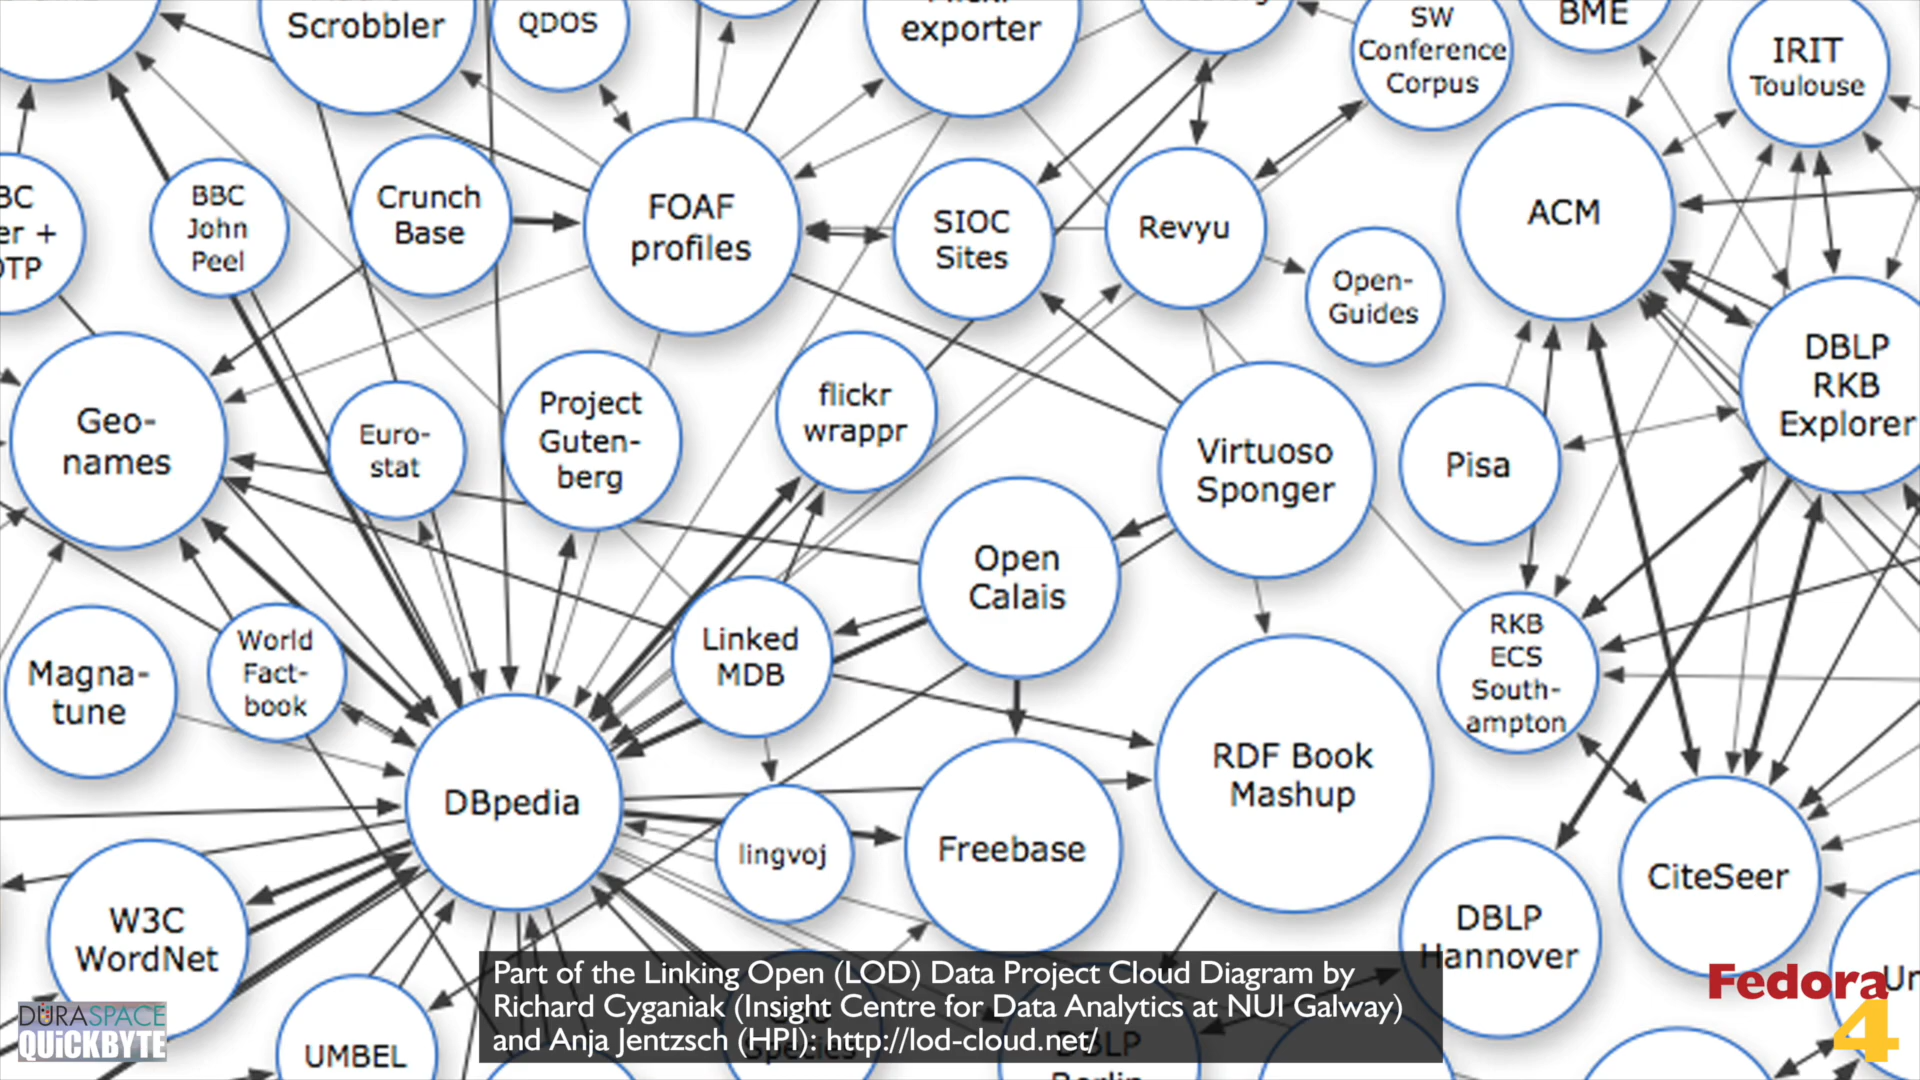 Scrobbler
QDOS
exporter
SW
Conference
Corpus
BME
IRIT
Toulouse
BBC
John
Peel
Crunch
Base
FOAF
profiles
SIOC
Sites
Revyu
Open-
Guides
ACM
DBLP
RKB
Explorer
Geo-
names
Euro-
stat
Project
Guten-
berg
flickr
wrappr
Virtuoso
Sponger
Pisa
Open
Calais
Magna-
tune
World
Fact-
book
Linked
MDB
RKB
ECS
South-
ampton
DBpedia
lingvoj
Freebase
RDF Book
Mashup
CiteSeer
W3C
WordNet
DBLP
Hannover
UMBEL
Part of the Linking Open (LOD) Data Project Cloud Diagram by
Richard Cyganiak (Insight Centre for Data Analytics at NUI Galway)
and Anja Jentzsch (HPI): http://lod-cloud.net/
Species
DBLP
Berlin
DURASPACE
QUiCKBYTE
Fedora
4